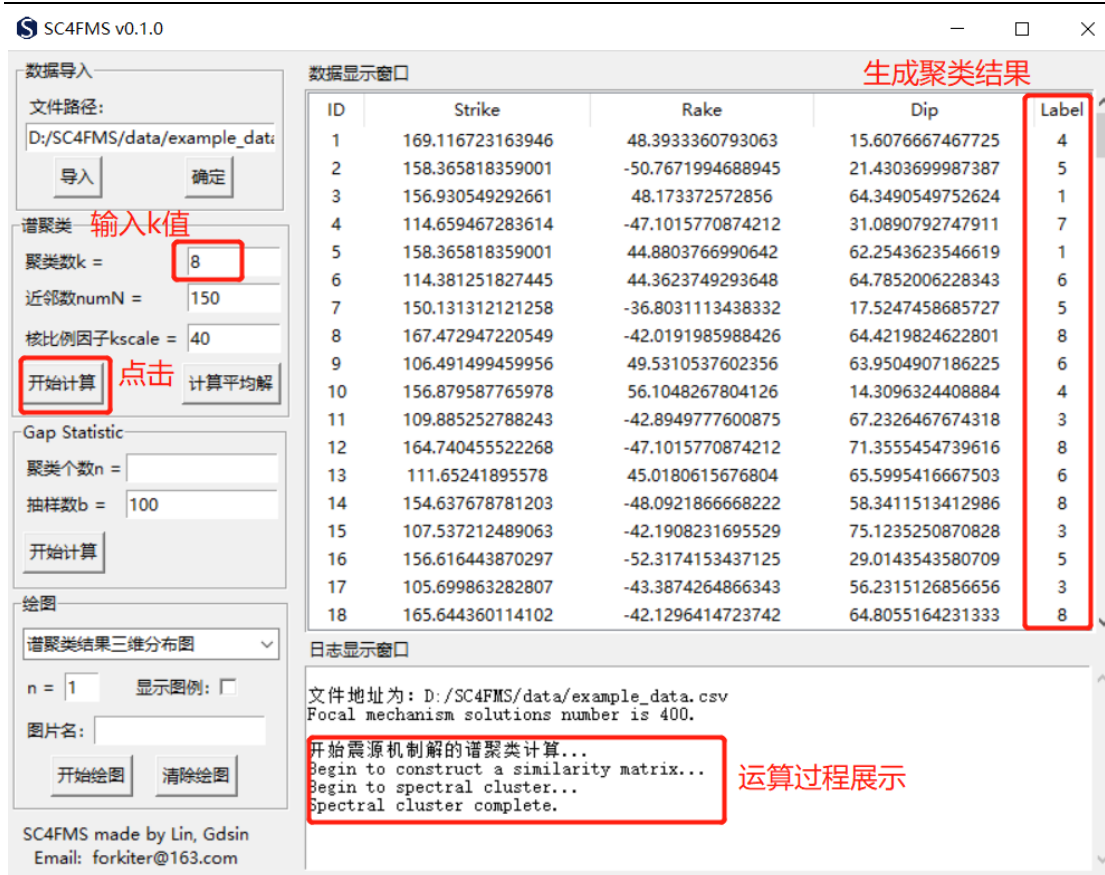 SC4FMS v0.1.0
数据导入
文件路径：
D:/SC4FMS/data/example_data
导入 确定
谱聚类 输入k值
聚类数k = 8
近邻数numN = 150
核比例因子kscale = 40
开始计算 点击 计算平均解
Gap Statistic
聚类个数n =
抽样数b = 100
开始计算
绘图
谱聚类结果三维分布图
n = 1 显示图例：
图片名：
开始绘图 清除绘图
SC4FMS made by Lin, Gdsin
Email: forkiter@163.com
数据显示窗口 生成聚类结果
ID Strike Rake Dip Label
1 169.116723163946 48.3933360793063 15.6076667467725 4
2 158.365818359001 -50.7671994688945 21.4303699987387 5
3 156.930549292661 48.173372572856 64.3490549752624 1
4 114.659467283614 -47.1015770874212 31.0890792747911 7
5 158.365818359001 44.8803766990642 62.2543623546619 1
6 114.381251827445 44.3623749293648 64.7852006228343 6
7 150.131312121258 -36.8031113438332 17.5247458685727 5
8 167.472947220549 -42.0191985988426 64.4219824622801 8
9 106.491499459956 49.5310537602356 63.9504907186225 6
10 156.879587765978 56.1048267804126 14.3096324408884 4
11 109.885252788243 -42.89497777600875 67.2326467674318 3
12 164.740455522268 -47.1015770874212 71.3555454739616 8
13 111.65241895578 45.0180615676804 65.5995416667503 6
14 154.637678781203 -48.0921866668222 58.3411513412986 8
15 107.537212489063 -42.1908231695529 75.1235250870828 3
16 156.616443870297 -52.3174153437125 29.0143543580709 5
17 105.699863282807 -43.3874264866343 56.2315126856656 3
18 165.644360114102 -42.1296414723742 64.8055164231333 8
日志显示窗口
文件地址为：D:/SC4FMS/data/example_data.csv
Focal mechanism solutions number is 400.
开始震源机制解的谱聚类计算...
Begin to construct a similarity matrix...
Begin to spectral cluster...
Spectral cluster complete.
运算过程展示